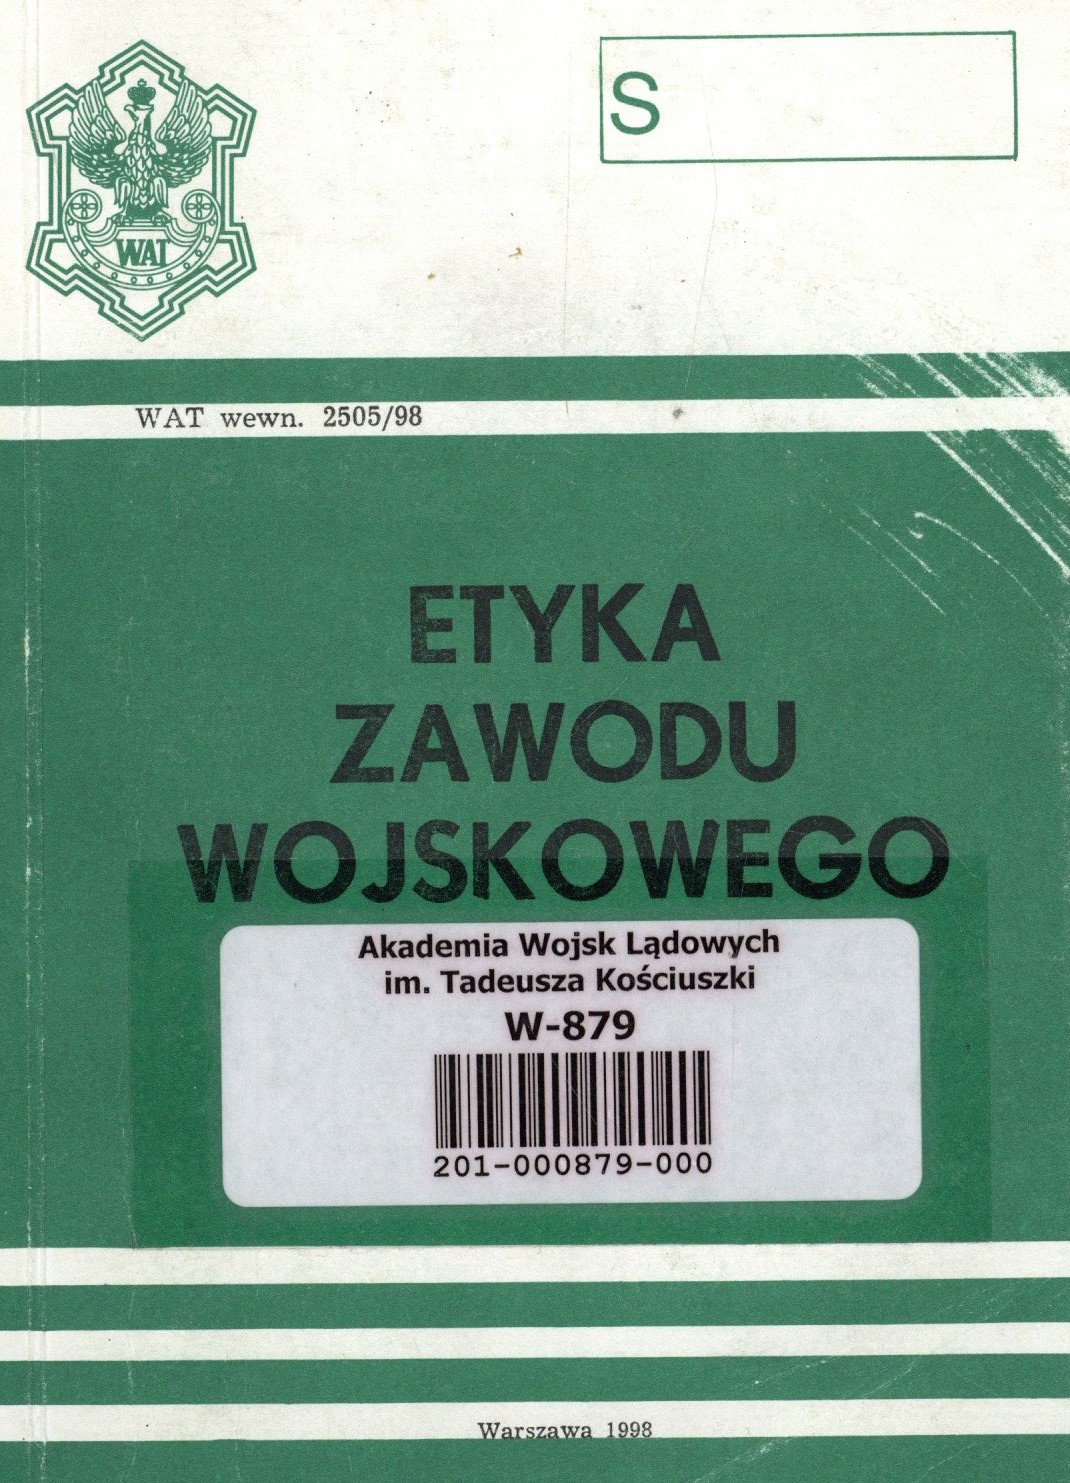 S
WAT
WAT wewn. 2505/98
ETYKA
ZAWODU
WOJSKOWEGO
Akademia Wojsk Lądowych
im. Tadeusza Kościuszki
W-879
201-000879-000
Warszawa 1998